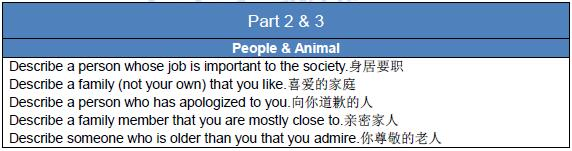 Part 2 & 3
People & Animal
Describe a person whose job is important to the society.身居要职
Describe a family (not your own) that you like.喜爱的家庭
Describe a person who has apologized to you.向你道歉的人
Describe a family member that you are mostly close to.亲密家人
Describe someone who is older than you that you admire.你尊敬的老人